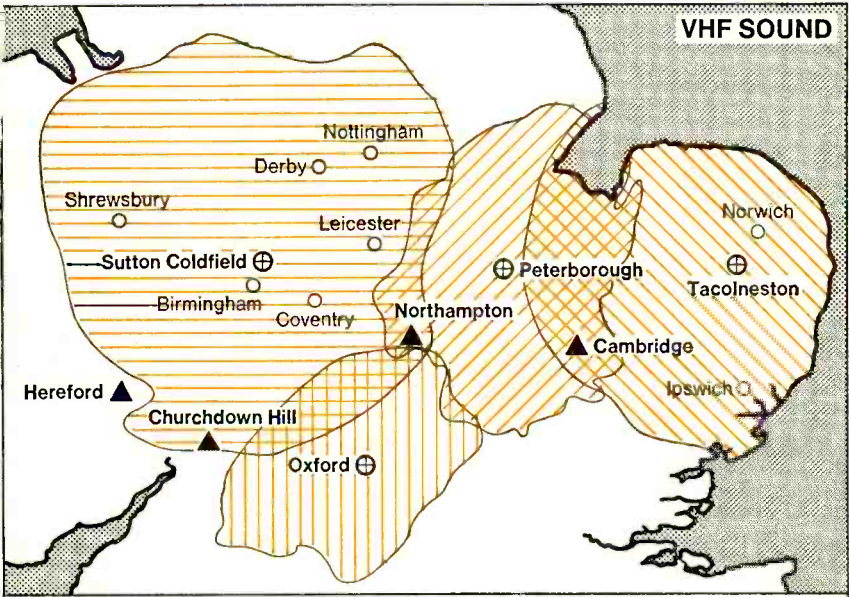 VHF SOUND
Nottingham
Derby
Shrewsbury
Leicester
Norwich
Sutton Coldfield
Peterborough
Tacolneston
Birmingham
Coventry
Northampton
Cambridge
Hereford
Ipswich
Churchdown Hill
Oxford